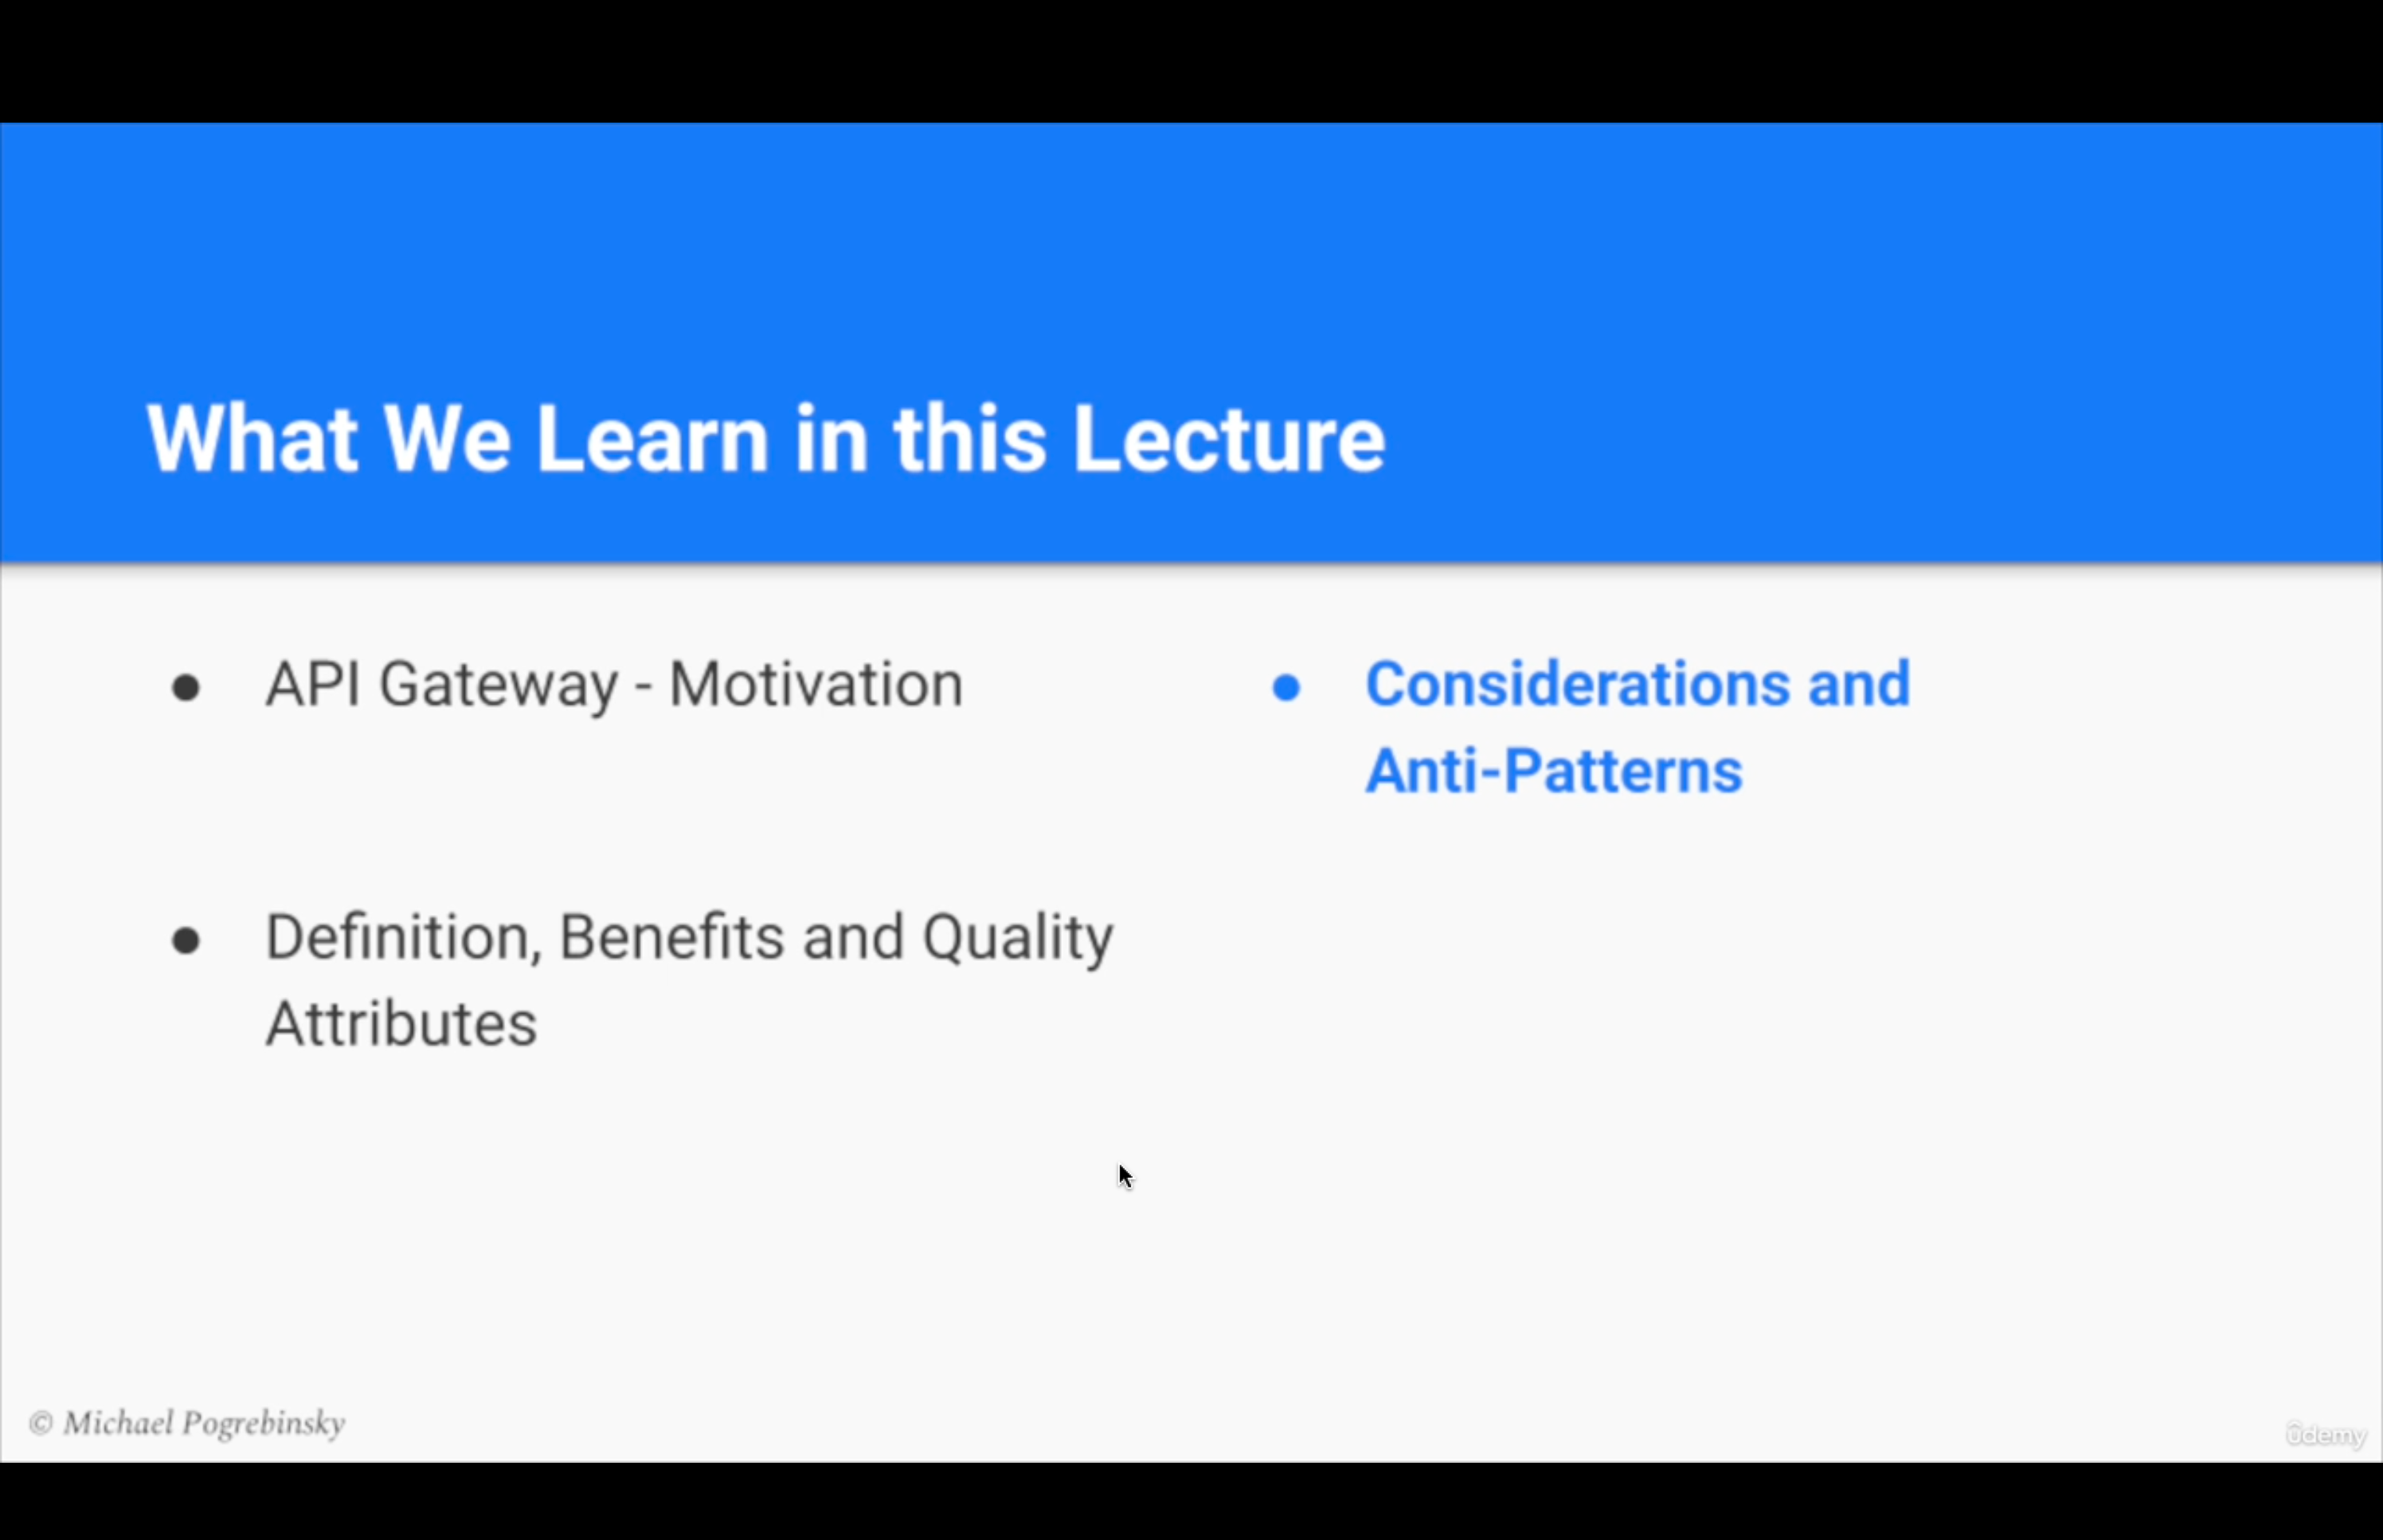 What We Learn in this Lecture
API Gateway - Motivation
Definition, Benefits and Quality
Attributes
Considerations and
Anti-Patterns
© Michael Pogrebinsky
ûdemy